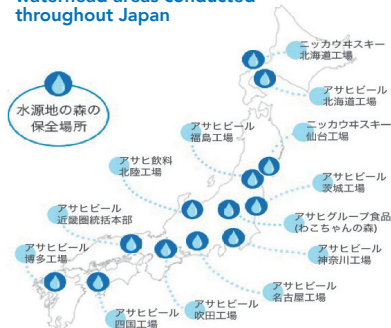 waterhead areas conducted
throughout Japan
水源地の森の
保全場所
ニッカウヰスキー
北海道工場
アサヒビール
北海道工場
アサヒビール
福島工場
ニッカウヰスキー
仙台工場
アサヒ飲料
北陸工場
アサヒビール
茨城工場
アサヒビール
近畿圏統括本部
アサヒグループ食品
(わこちゃんの森)
アサヒビール
博多工場
アサヒビール
神奈川工場
アサヒビール
名古屋工場
アサヒビール
吹田工場
アサヒビール
四国工場